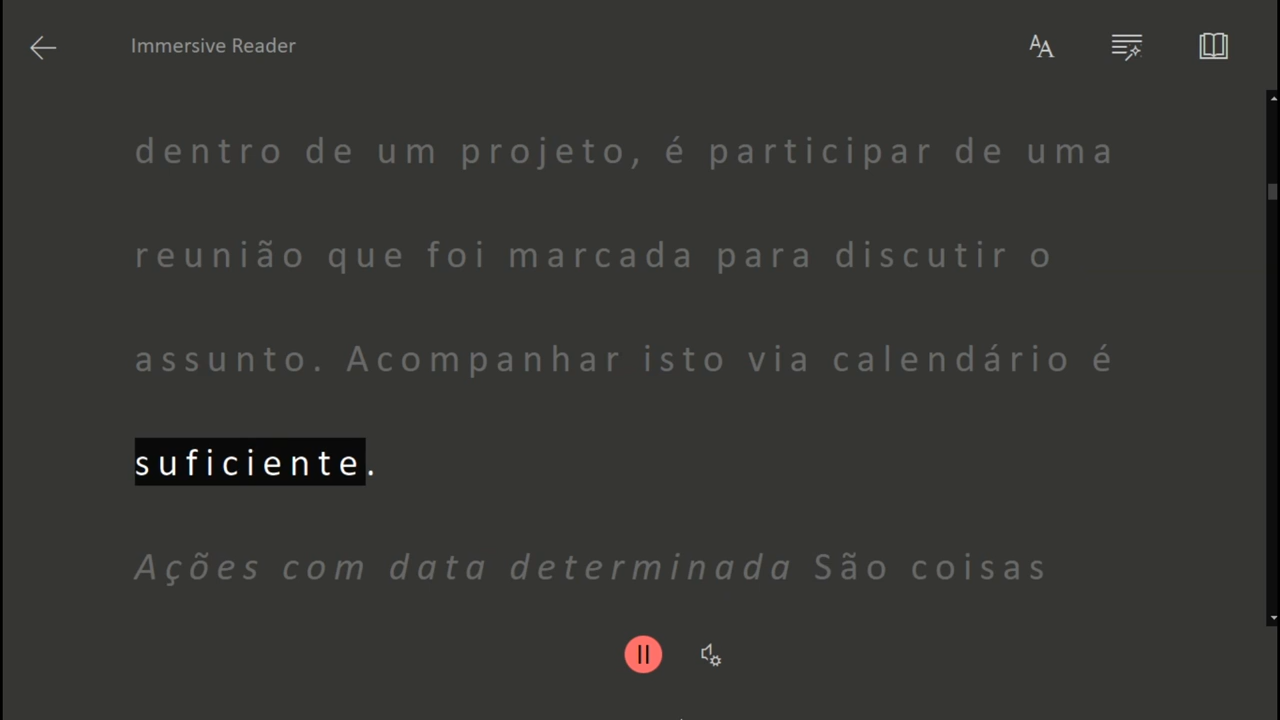 Immersive Reader
dentro de um projeto, é participar de uma
reunião que foi marcada para discutir o
assunto. Acompanhar isto via calendário é
suficiente.
Ações com data determinada São coisas